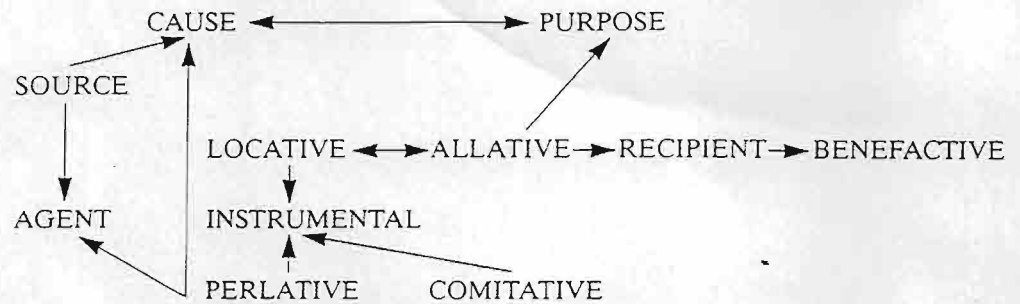 CAUSE PURPOSE
SOURCE
LOCATIVE ALLATIVE RECIPIENT BENEFACTIVE
AGENT INSTRUMENTAL
PERLATIVE COMITATIVE